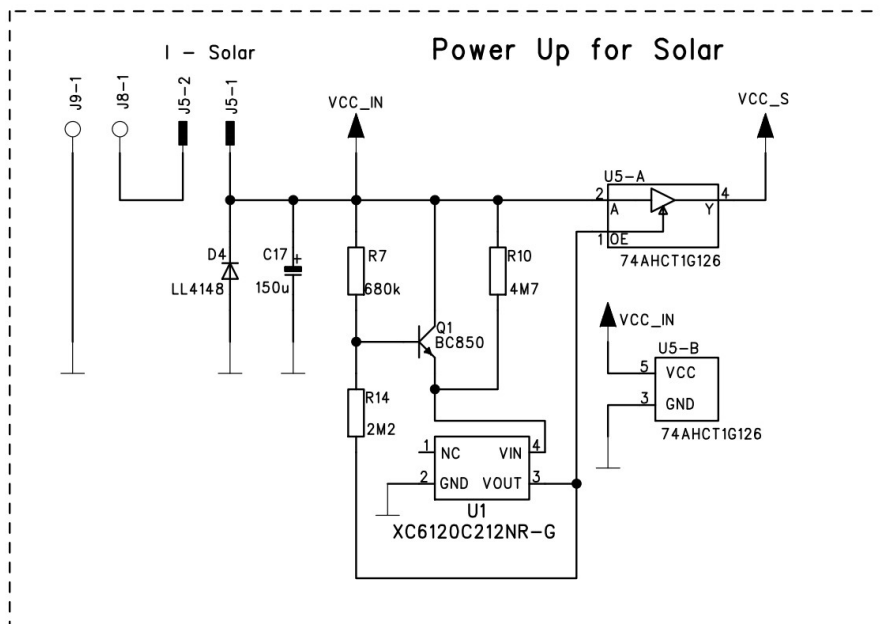 Power Up for Solar
I - Solar
J9-1
J8-1
J5-2
J5-1
VCC_IN
VCC_S
U5-A
2
A
Y
4
1
OE
74AHCT1G126
D4
LL4148
C17
+
150u
R7
680k
R10
4M7
Q1
BC850
VCC_IN
U5-B
5
VCC
3
GND
74AHCT1G126
R14
2M2
1
NC
VIN
4
2
GND
VOUT
3
U1
XC6120C212NR-G